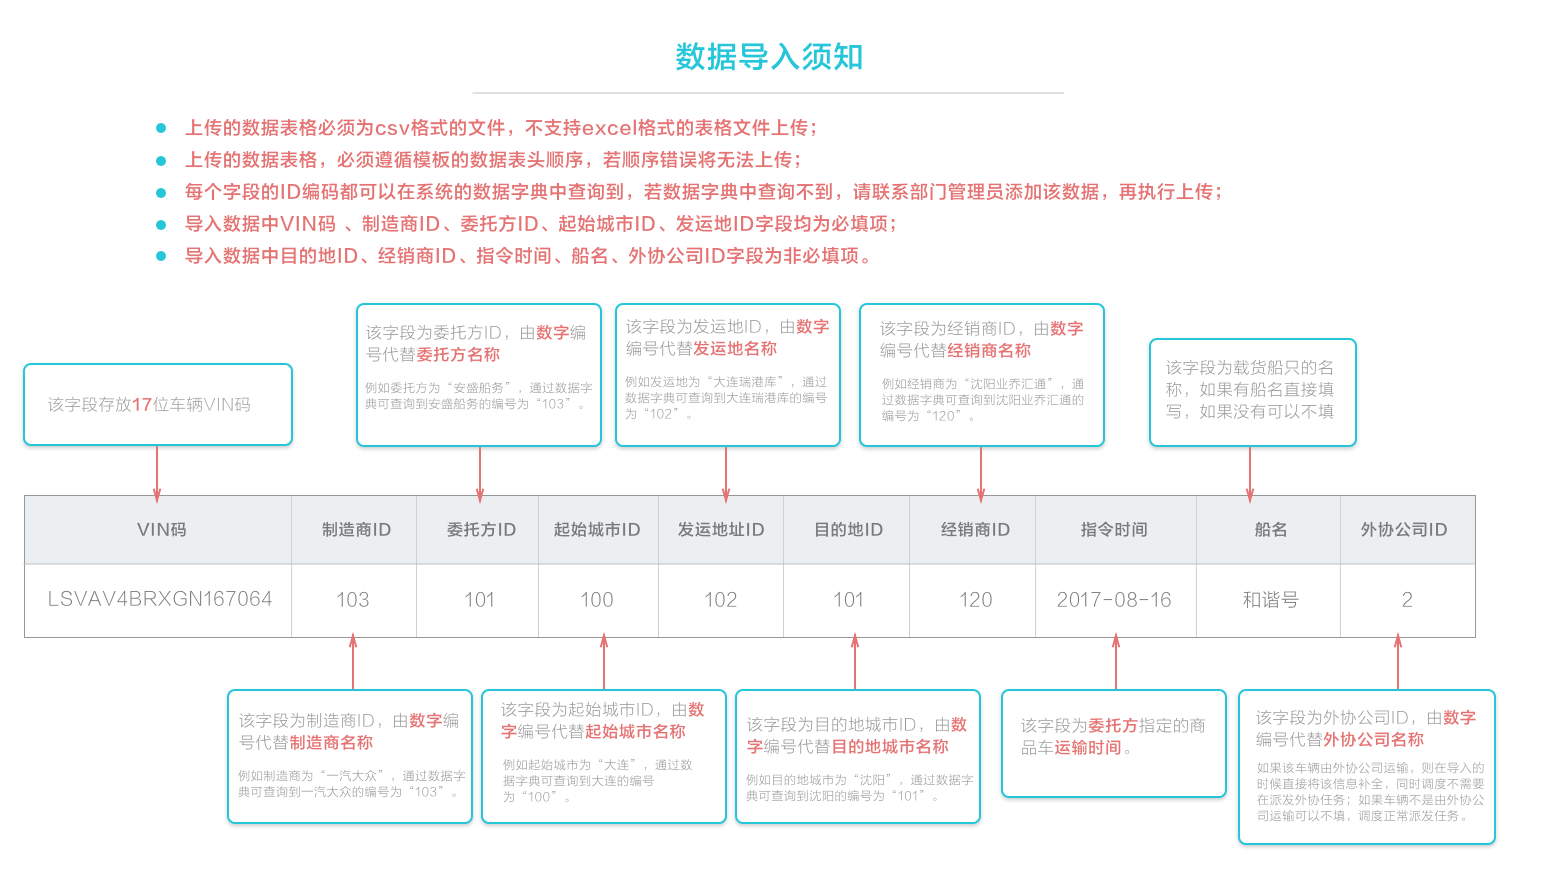 数据导入须知
上传的数据表格必须为csv格式的文件，不支持excel格式的表格文件上传；
上传的数据表格，必须遵循模板的数据表头顺序，若顺序错误将无法上传；
每个字段的ID编码都可以在系统的数据字典中查询到，若数据字典中查询不到，请联系部门管理员添加该数据，再执行上传；
导入数据中VIN码 、制造商ID、委托方ID、起始城市ID、发运地ID字段均为必填项；
导入数据中目的地ID、经销商ID、指令时间、船名、外协公司ID字段为非必填项。
该字段存放17位车辆VIN码
该字段为委托方ID，由数字编
号代替委托方名称
例如委托方为“安盛船务”，通过数据字
典可查询到安盛船务的编号为“103”。
该字段为发运地ID，由数字
编号代替发运地名称
例如发运地为“大连瑞港库”，通过
数据字典可查询到大连瑞港库的编号
为“102”。
该字段为经销商ID，由数字
编号代替经销商名称
例如经销商为“沈阳业乔汇通”，通
过数据字典可查询到沈阳业乔汇通的
编号为“120”。
该字段为载货船只的名
称，如果有船名直接填
写，如果没有可以不填
VIN码 制造商ID 委托方ID 起始城市ID 发运地址ID 目的地ID 经销商ID 指令时间 船名 外协公司ID
LSVAV4BRXGN167064 103 101 100 102 101 120 2017-08-16 和谐号 2
该字段为制造商ID，由数字编
号代替制造商名称
例如制造商为“一汽大众”，通过数据字
典可查询到一汽大众的编号为“103”。
该字段为起始城市ID，由数
字编号代替起始城市名称
例如起始城市为“大连”，通过数
据字典可查询到大连的编号
为“100”。
该字段为目的地城市ID，由数
字编号代替目的地城市名称
例如目的地城市为“沈阳”，通过数据字
典可查询到沈阳的编号为“101”。
该字段为委托方指定的商
品车运输时间。
该字段为外协公司ID，由数字
编号代替外协公司名称
如果该车辆由外协公司运输，则在导入的
时候直接将该信息补全，同时调度不需要
在派发外协任务；如果车辆不是由外协公
司运输可以不填，调度正常派发任务。